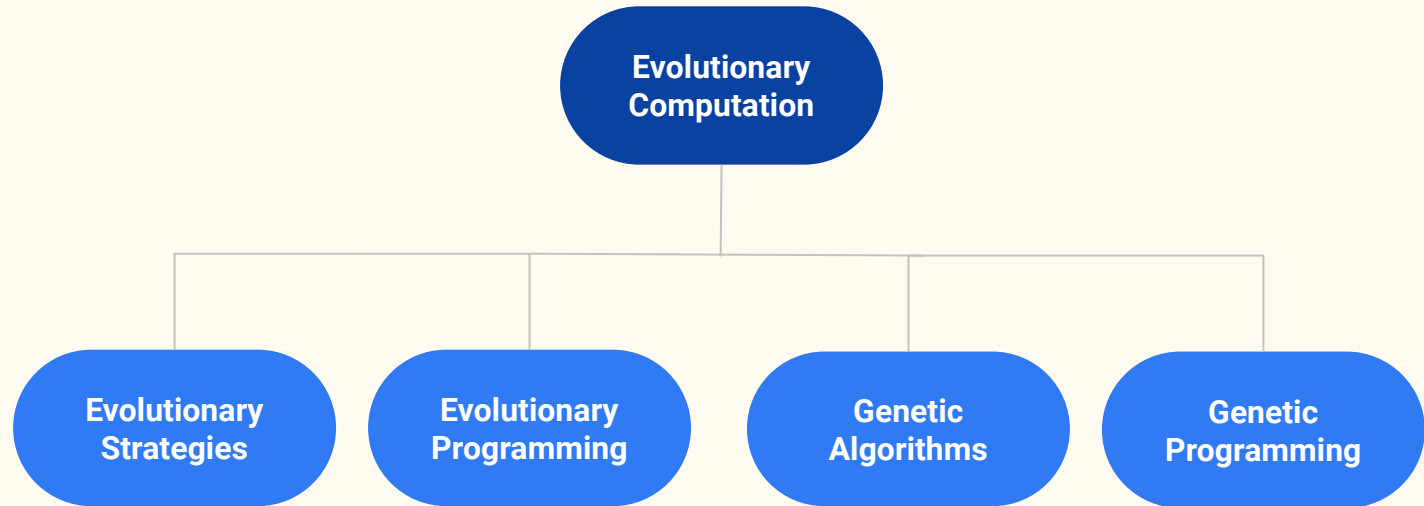 Evolutionary
Computation
Evolutionary
Strategies
Evolutionary
Programming
Genetic
Algorithms
Genetic
Programming